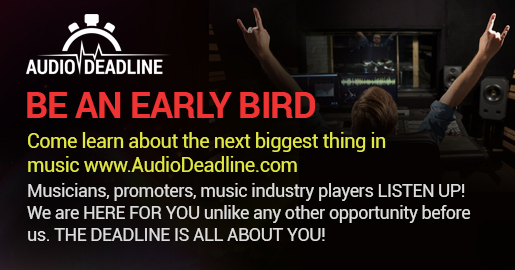 AUDIO DEADLINE
BE AN EARLY BIRD
Come learn about the next biggest thing in
music www.AudioDeadline.com
Musicians, promoters, music industry players LISTEN UP!
We are HERE FOR YOU unlike any other opportunity before
us. THE DEADLINE IS ALL ABOUT YOU!